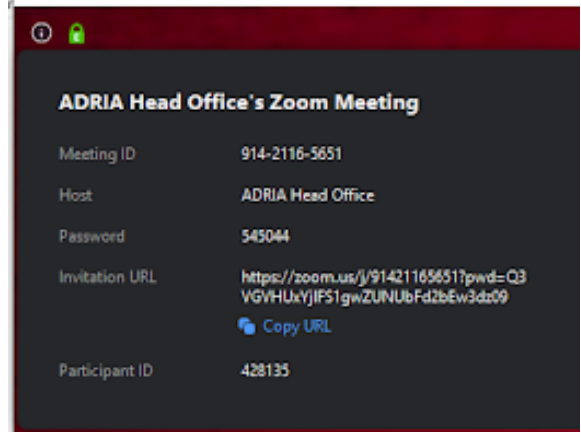 ADRIA Head Office's Zoom Meeting
Meeting ID 914-2116-5651
Host ADRIA Head Office
Password 545044
Invitation URL https://zoom.us/j/91421165651?pwd=Q3
VGVHUxYjlFS1gwZUNUbFd2bEw3dz09
Copy URL
Participant ID 428135